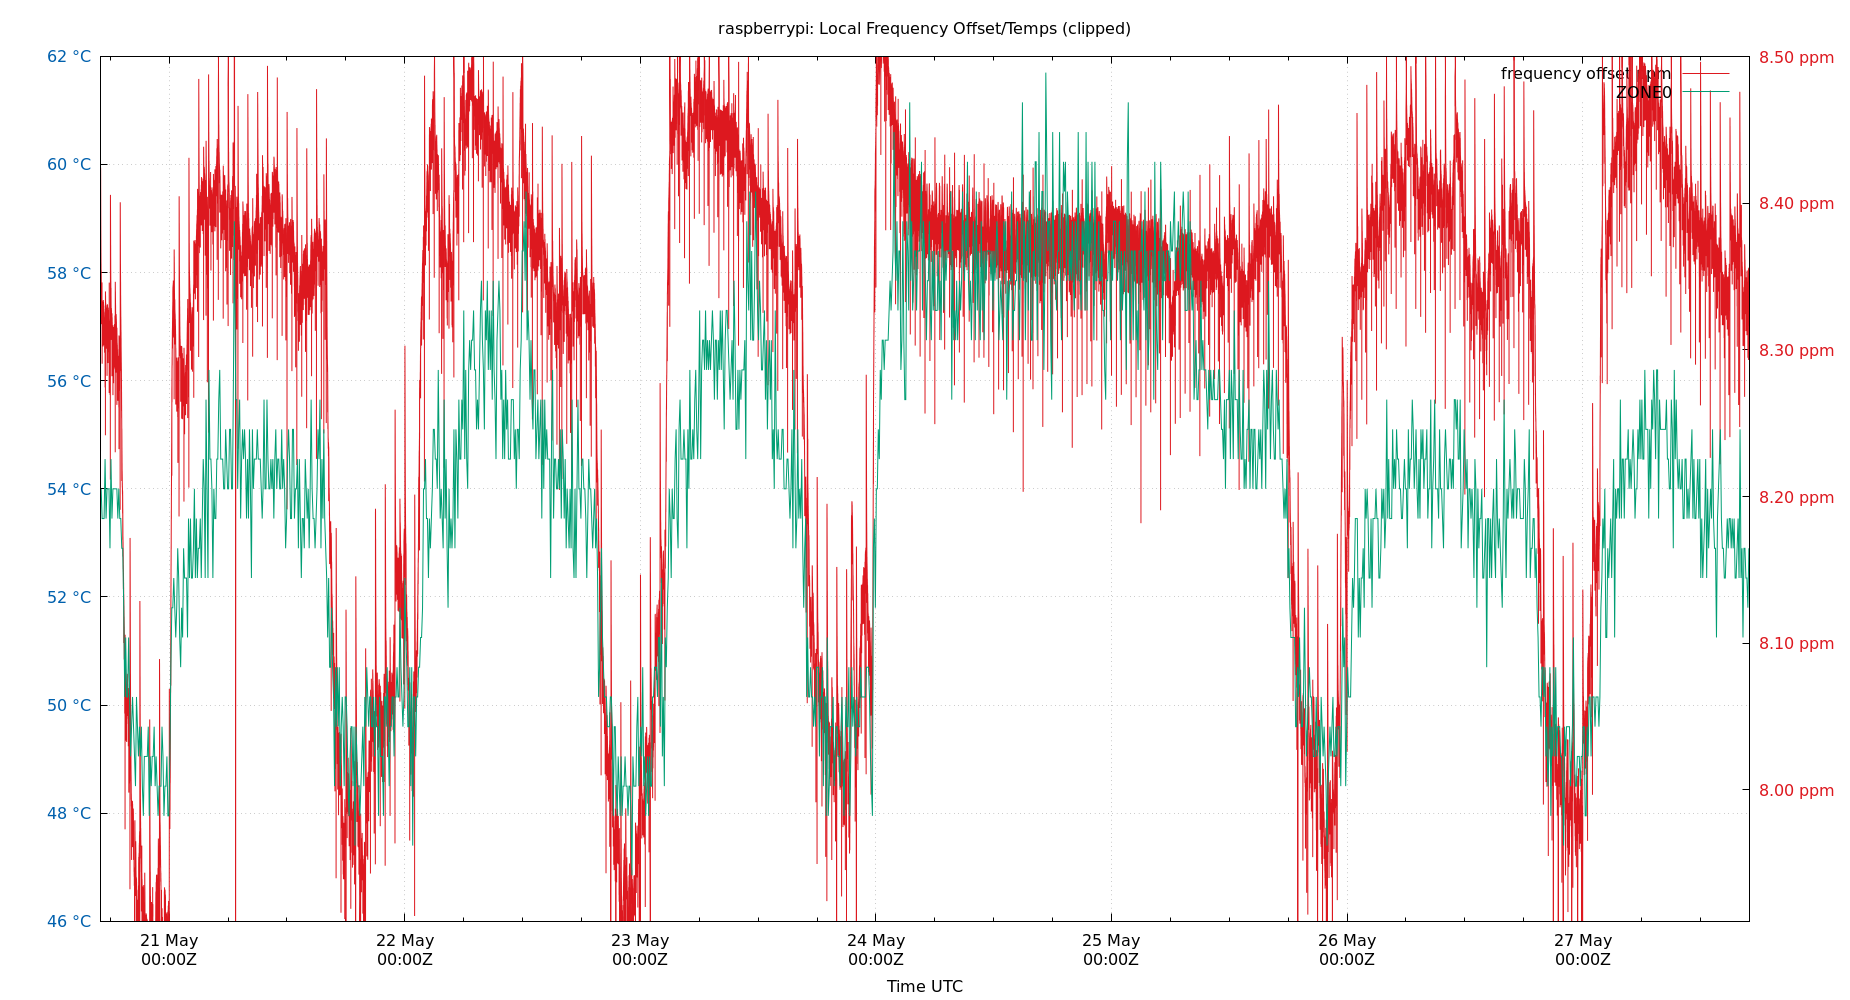 raspberrypi: Local Frequency Offset/Temps (clipped)
62 °C
60 °C
58 °C
56 °C
54 °C
52 °C
50 °C
48 °C
46 °C
8.50 ppm
8.40 ppm
8.30 ppm
8.20 ppm
8.10 ppm
8.00 ppm
frequency offset ppm
ZONE0
21 May
00:00Z
22 May
00:00Z
23 May
00:00Z
24 May
00:00Z
25 May
00:00Z
26 May
00:00Z
27 May
00:00Z
Time UTC